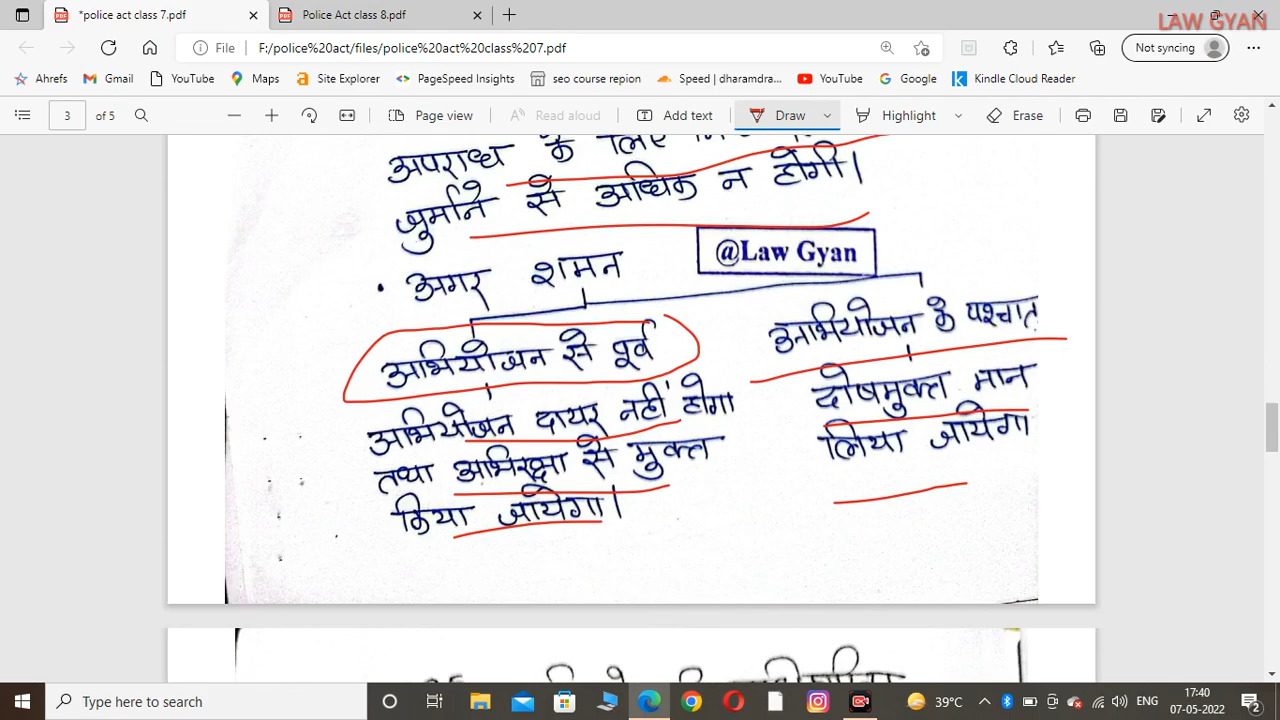 LAW GYAN
*police act class 7.pdf
Police Act class 8.pdf
File
F:/police%20act/files/police%20act%20class%207.pdf
Not syncing
Ahrefs
Gmail
YouTube
Maps
Site Explorer
PageSpeed Insights
seo course repion
Speed | dharamdra...
YouTube
Google
Kindle Cloud Reader
3 of 5
Page view
Read aloud
Add text
Draw
Highlight
Erase
अपराध के लिए
जुर्माने से अधिक न होगी।
@Law Gyan
• अगर शमन
अभियोजन से पूर्व
अभियोजन के पश्चात
अभियोजन दायर नहीं होगा
तथा अभिरक्षा से मुक्त
किया जायेगा।
दोषमुक्त मान
लिया जायेगा
Type here to search
39°C
ENG
17:40
07-05-2022
2